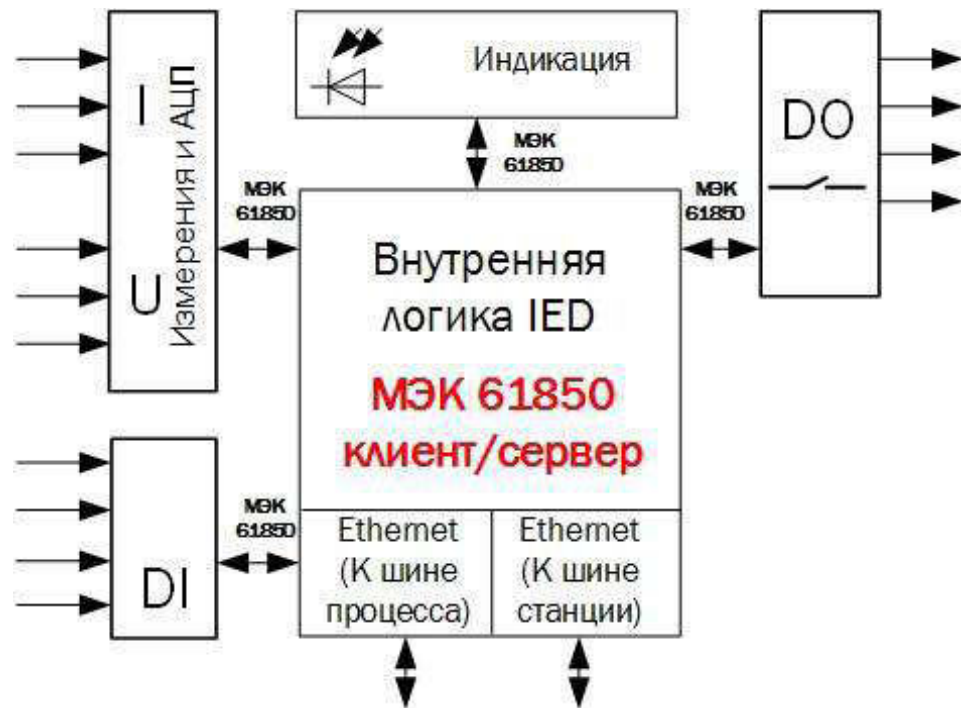 I
U
Измерения и АЦП
Индикация
МЭК
61850
DO
МЭК
61850
МЭК
61850
Внутренняя
логика IED
МЭК 61850
клиент/сервер
МЭК
61850
DI
Ethernet
(К шине
процесса)
Ethernet
(К шине
станции)